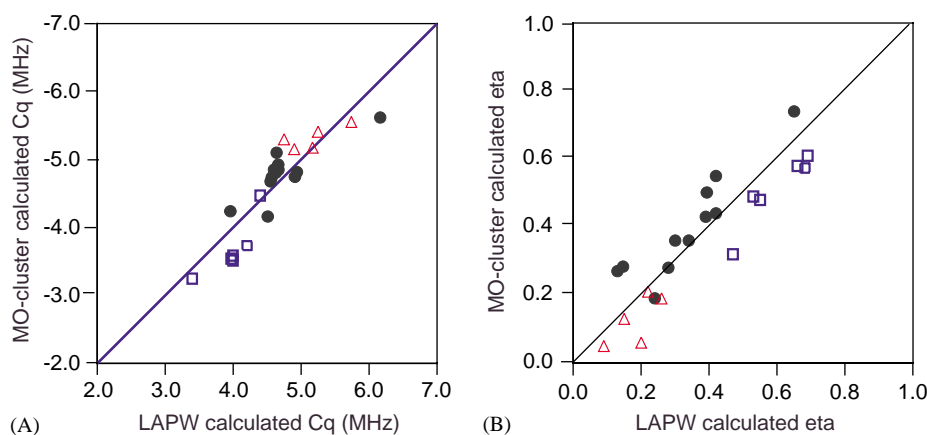 -7.0
-6.0
-5.0
-4.0
-3.0
-2.0
MO-cluster calculated Cq (MHz)
2.0 3.0 4.0 5.0 6.0 7.0
(A) LAPW calculated Cq (MHz)
1.0
0.8
0.6
0.4
0.2
0.0
MO-cluster calculated eta
0.0 0.2 0.4 0.6 0.8 1.0
(B) LAPW calculated eta